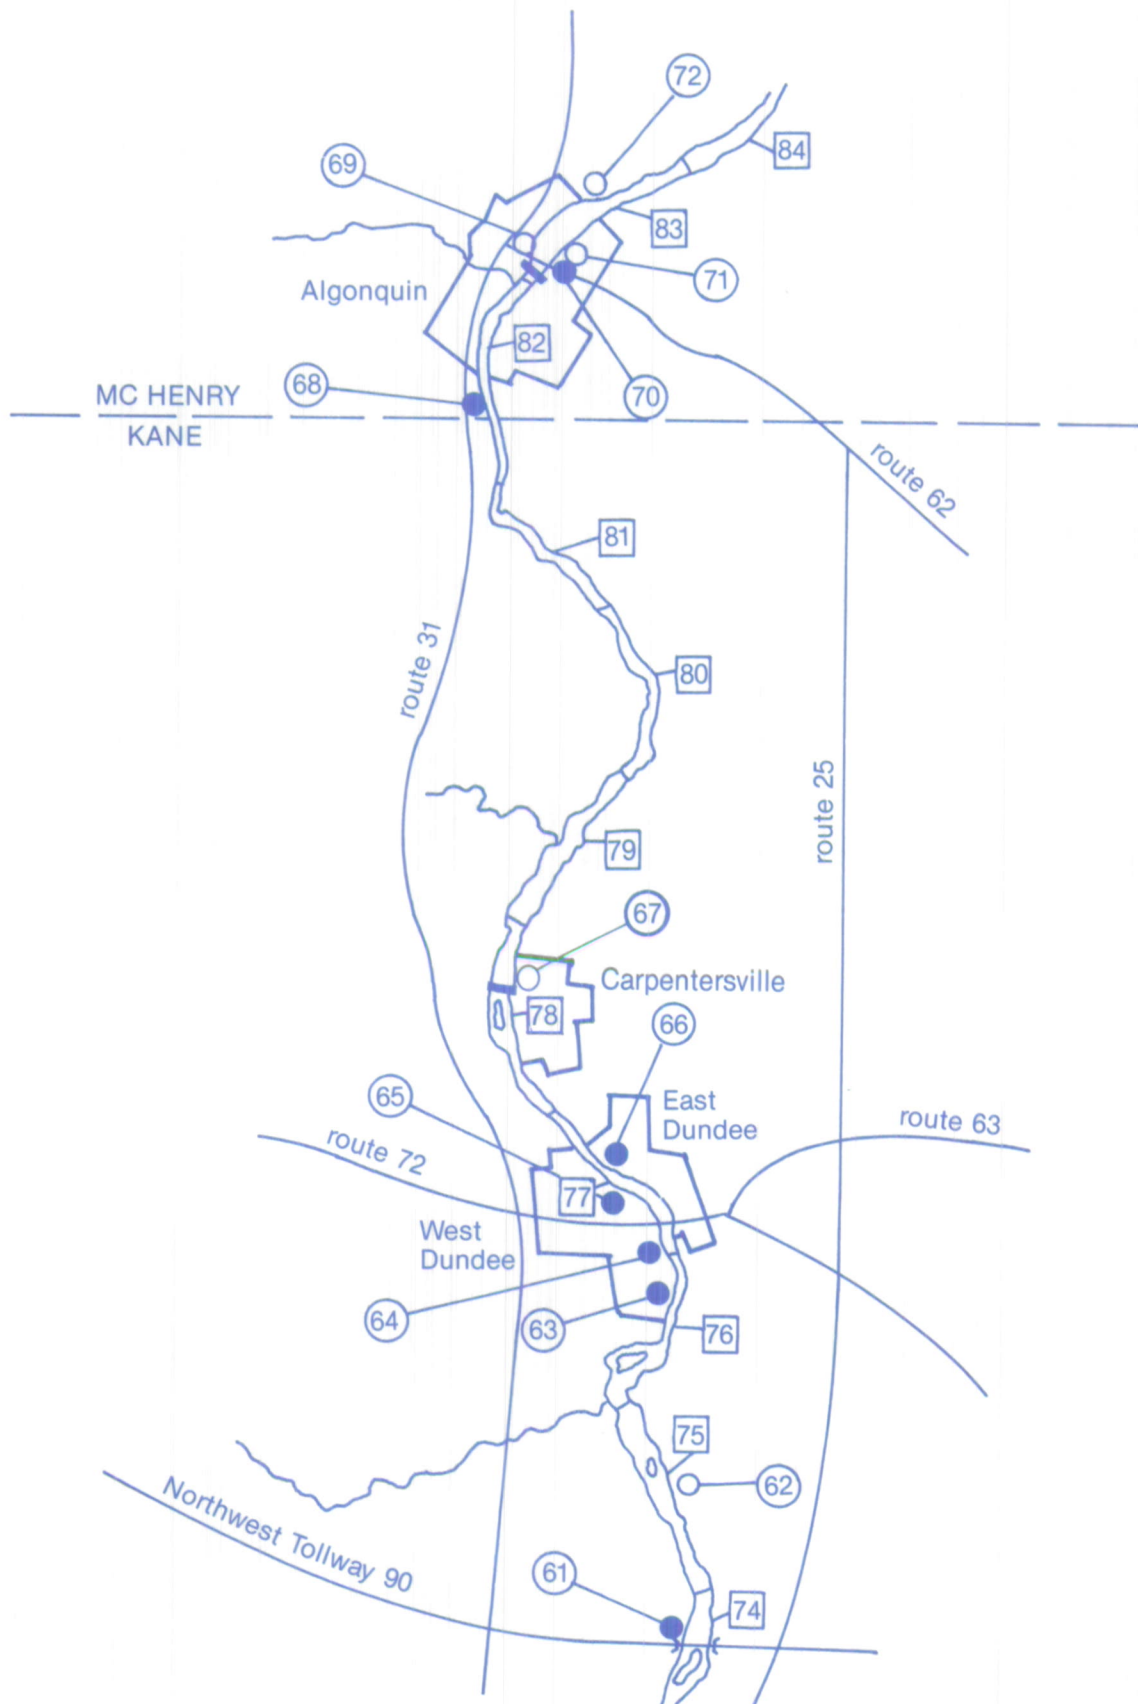 72
84
69
83
71
Algonquin
82
68
70
MC HENRY
KANE
route 62
81
route 31
80
route 25
79
67
Carpentersville
78
66
65
East
Dundee
route 63
route 72
77
West
Dundee
64
63
76
75
62
Northwest Tollway 90
61
74